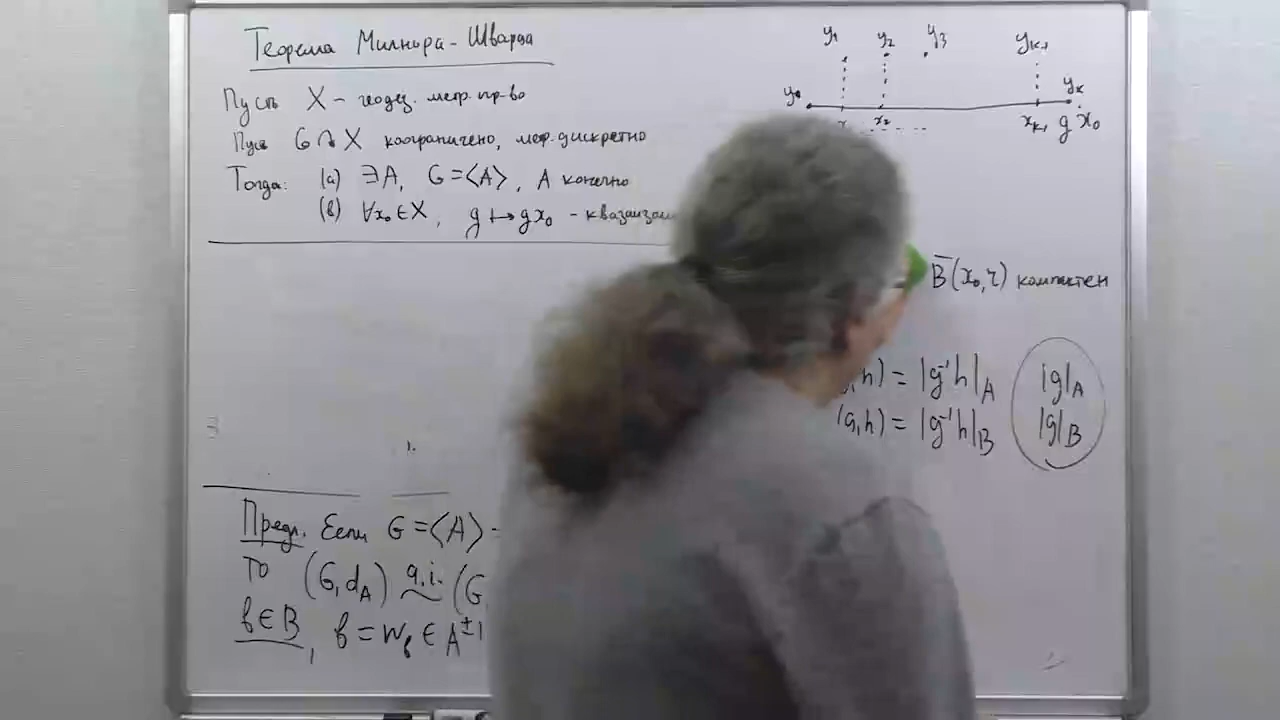 Теорема Милнора - Шварца
Пусть X - геодез. метр. пр-во
Пусть G ↷ X коограничено, метр. дискретно
Тогда: (a) ∃A, G = ⟨A⟩, A конечно
(в) ∀x₀ ∈ X, g ↦ gx₀ -
y₁ y₂ y₃ yₖ₋₁
y₀ yₖ
x₂ xₖ₋₁ g x₀
B̅(x₀, r) компактен
, h) = |g⁻¹h|_A |g|_A
(g, h) = |g⁻¹h|_B |g|_B
Предл. Если G = ⟨A⟩ -
то (G, d_A) q.i. ~ (G
b ∈ B, b = w_b ∈ A^±1